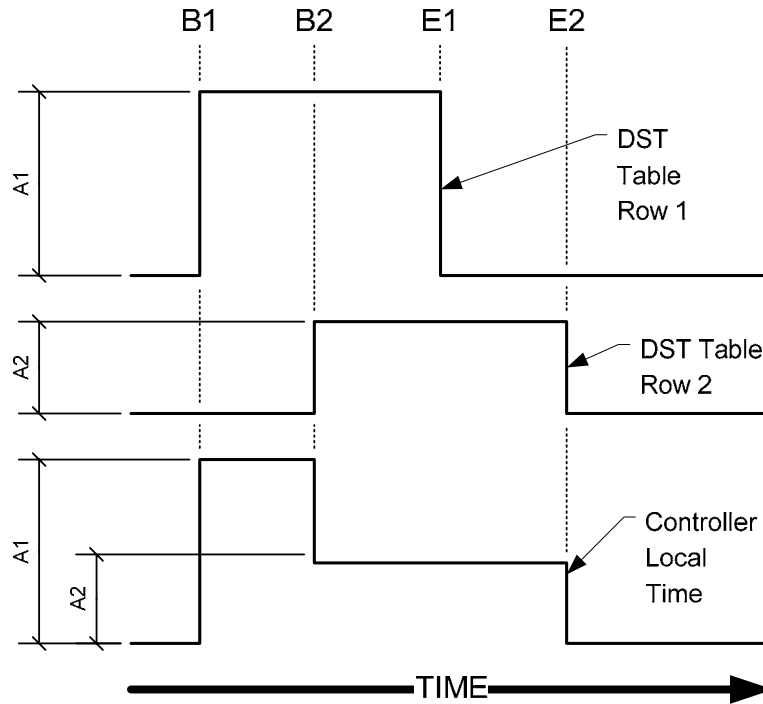 B1 B2 E1 E2
A1
DST
Table
Row 1
A2
DST Table
Row 2
A1
A2
Controller
Local
Time
TIME